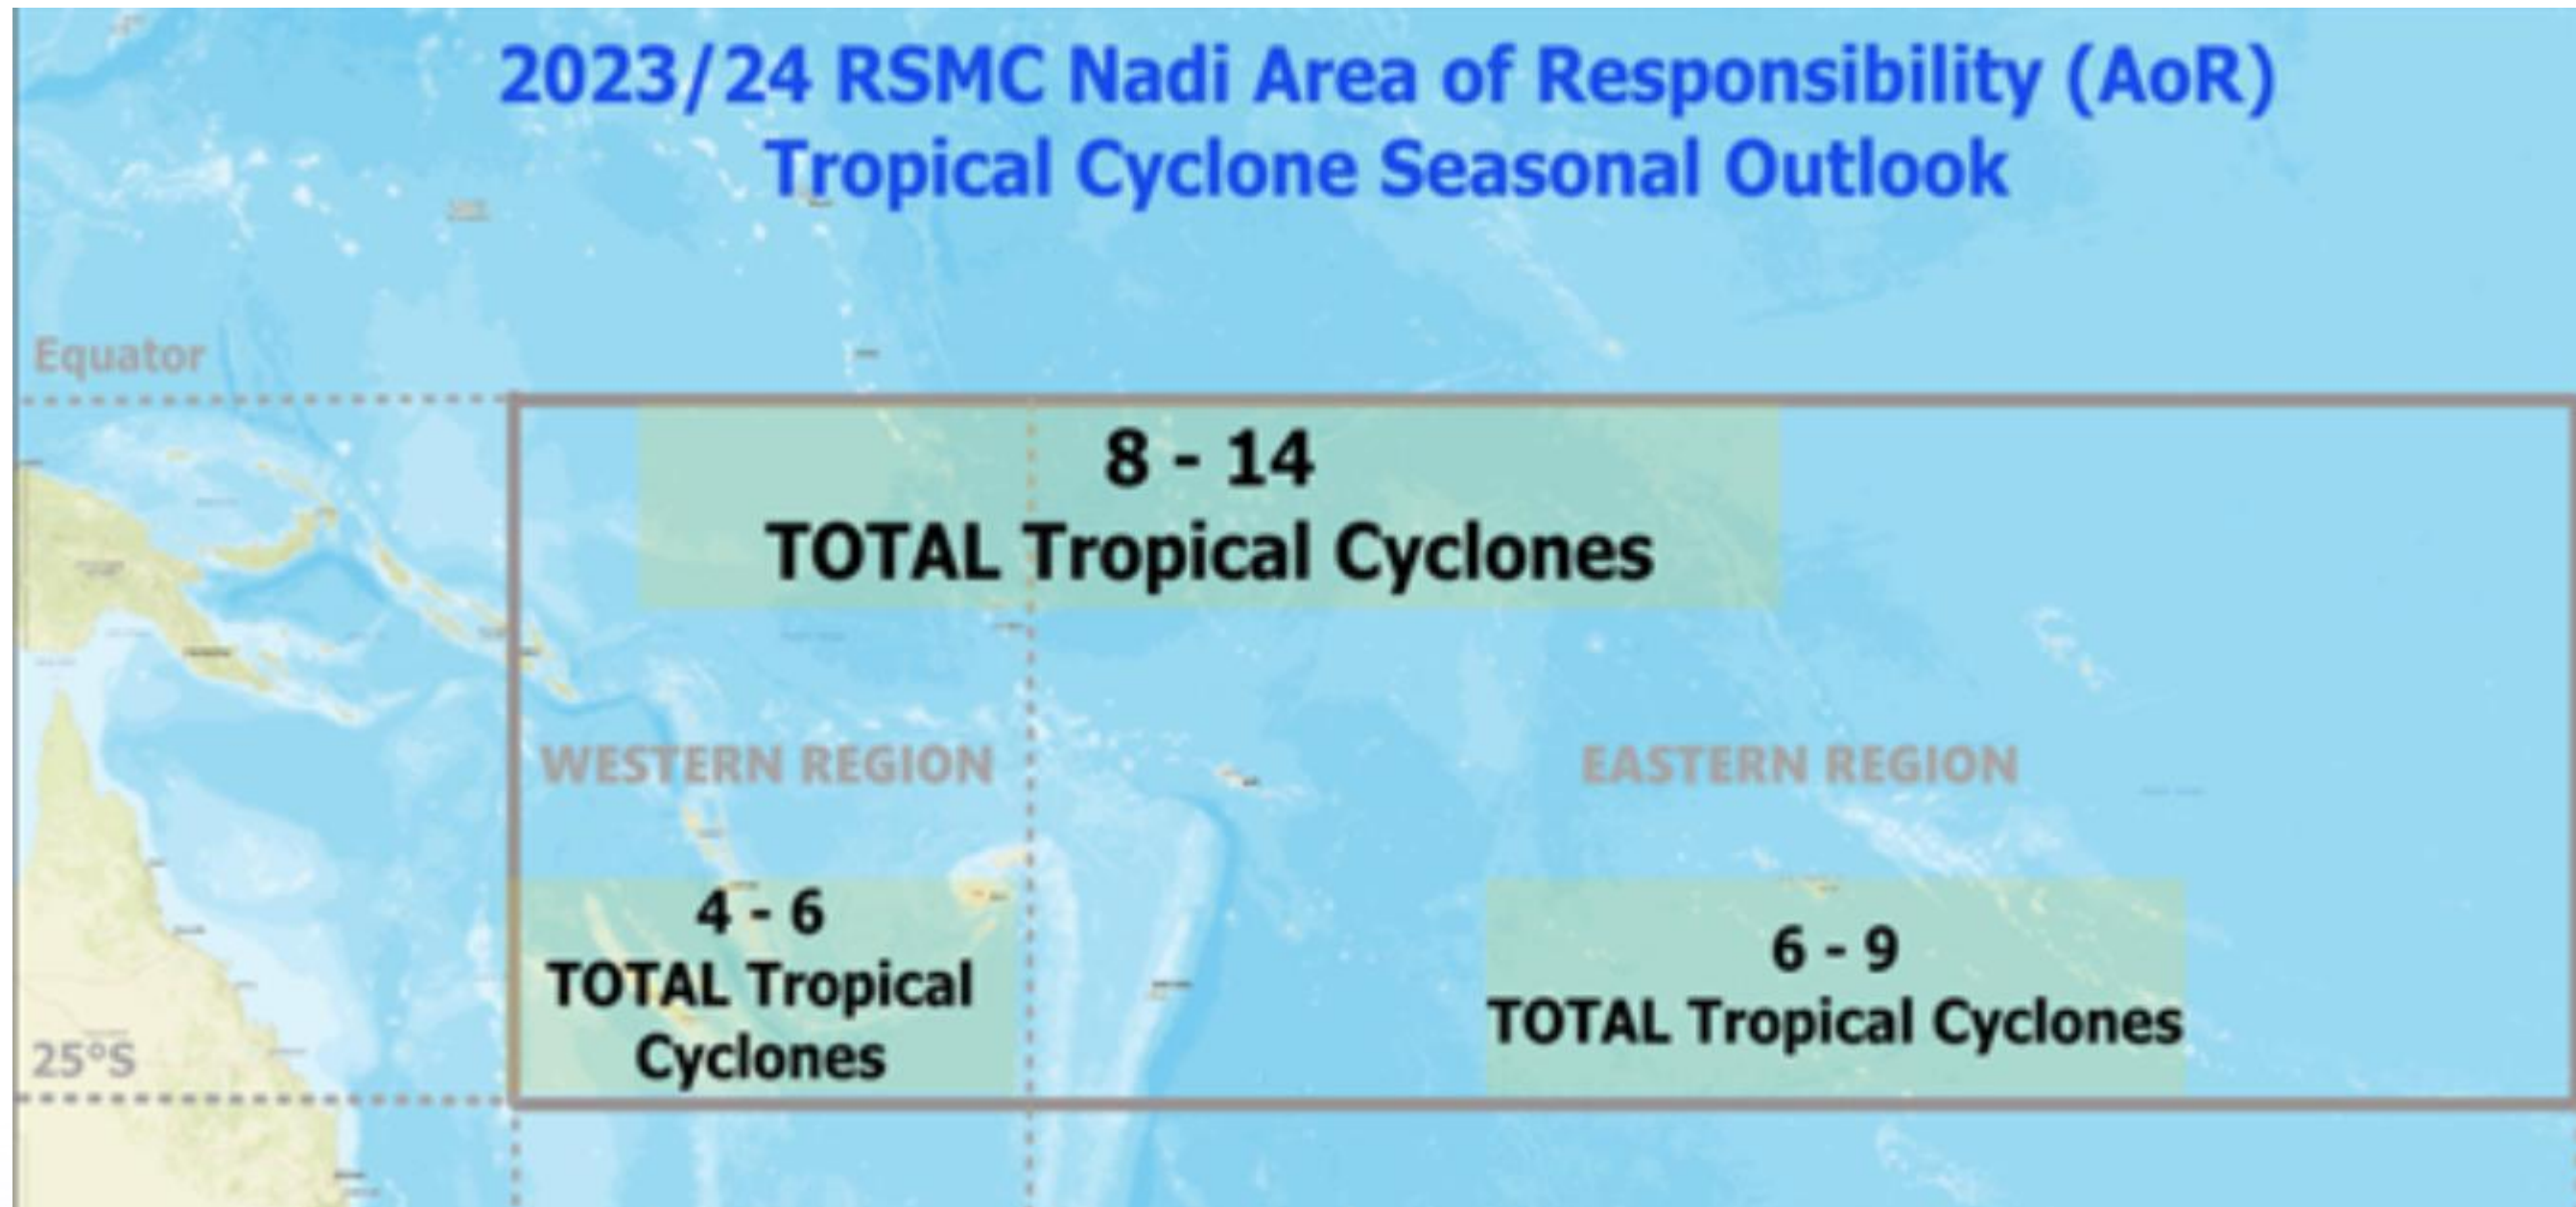 2023/24 RSMC Nadi Area of Responsibility (AoR)
Tropical Cyclone Seasonal Outlook
Equator
8 - 14
TOTAL Tropical Cyclones
WESTERN REGION
EASTERN REGION
4 - 6
TOTAL Tropical
Cyclones
6 - 9
TOTAL Tropical Cyclones
25°S